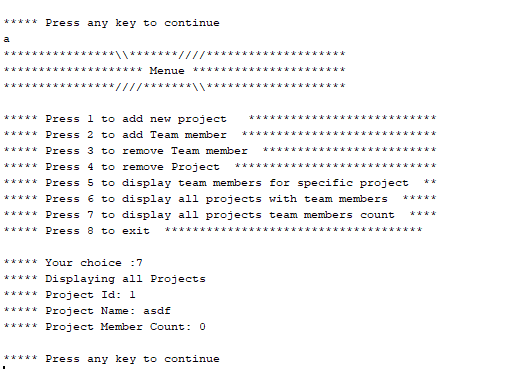 ***** Press any key to continue
a
****************\\*******////********************
******************** Menue **********************
****************////*******\\********************
***** Press 1 to add new project   ***************************
***** Press 2 to add Team member  ****************************
***** Press 3 to remove Team member  *************************
***** Press 4 to remove Project  *****************************
***** Press 5 to display team members for specific project  **
***** Press 6 to display all projects with team members  *****
***** Press 7 to display all projects team members count  ****
***** Press 8 to exit  *************************************
***** Your choice :7
***** Displaying all Projects
***** Project Id: 1
***** Project Name: asdf
***** Project Member Count: 0
***** Press any key to continue